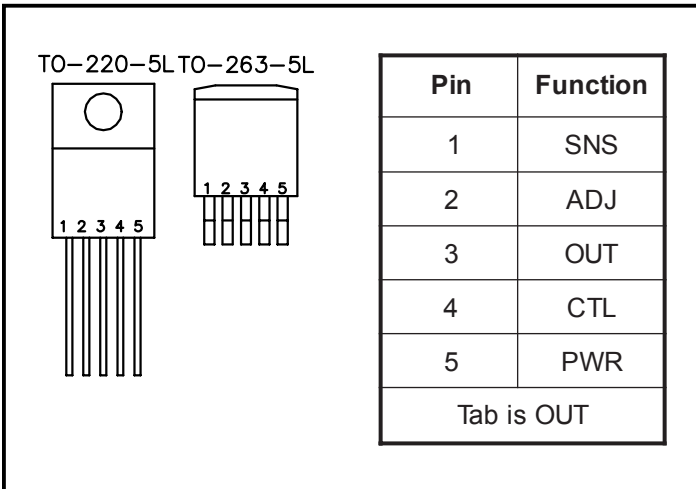 TO-220-5L TO-263-5L
1 2 3 4 5
1 2 3 4 5
Pin Function
1 SNS
2 ADJ
3 OUT
4 CTL
5 PWR
Tab is OUT